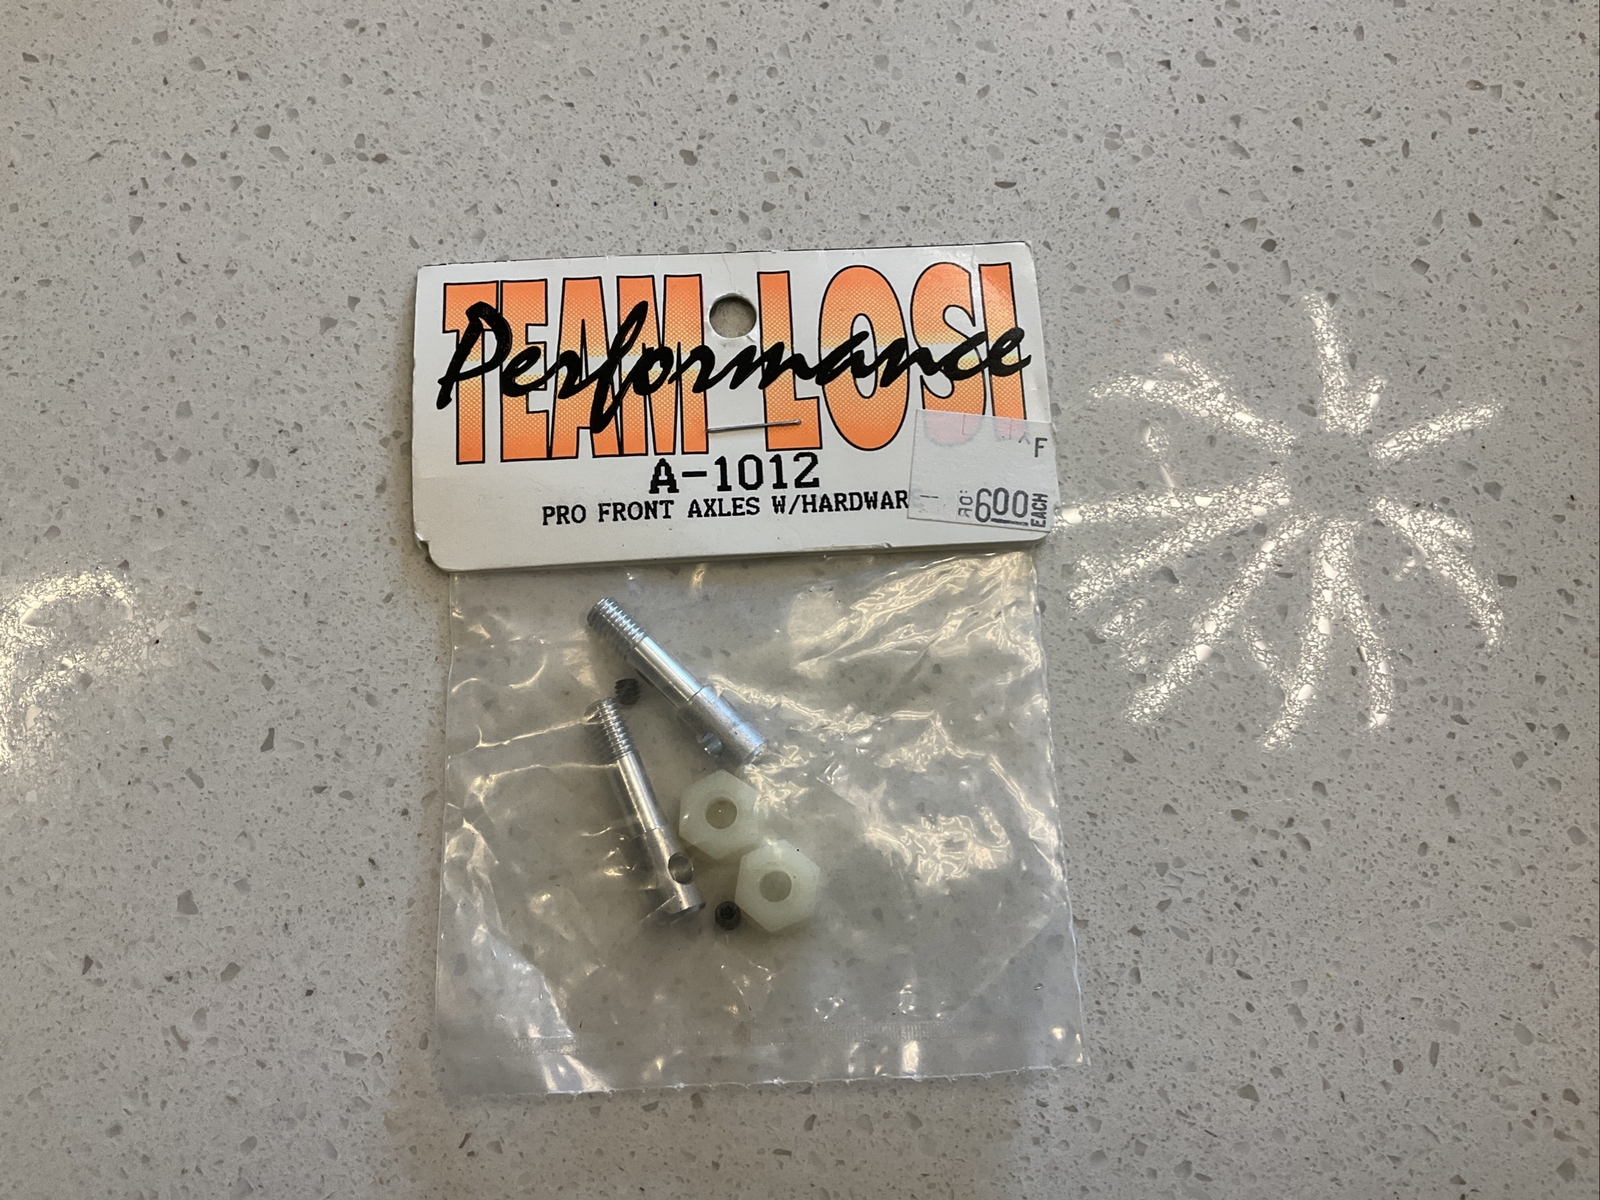 TEAM LOSI
Performance
A-1012
PRO FRONT AXLES W/HARDWAR
F
600 EACH